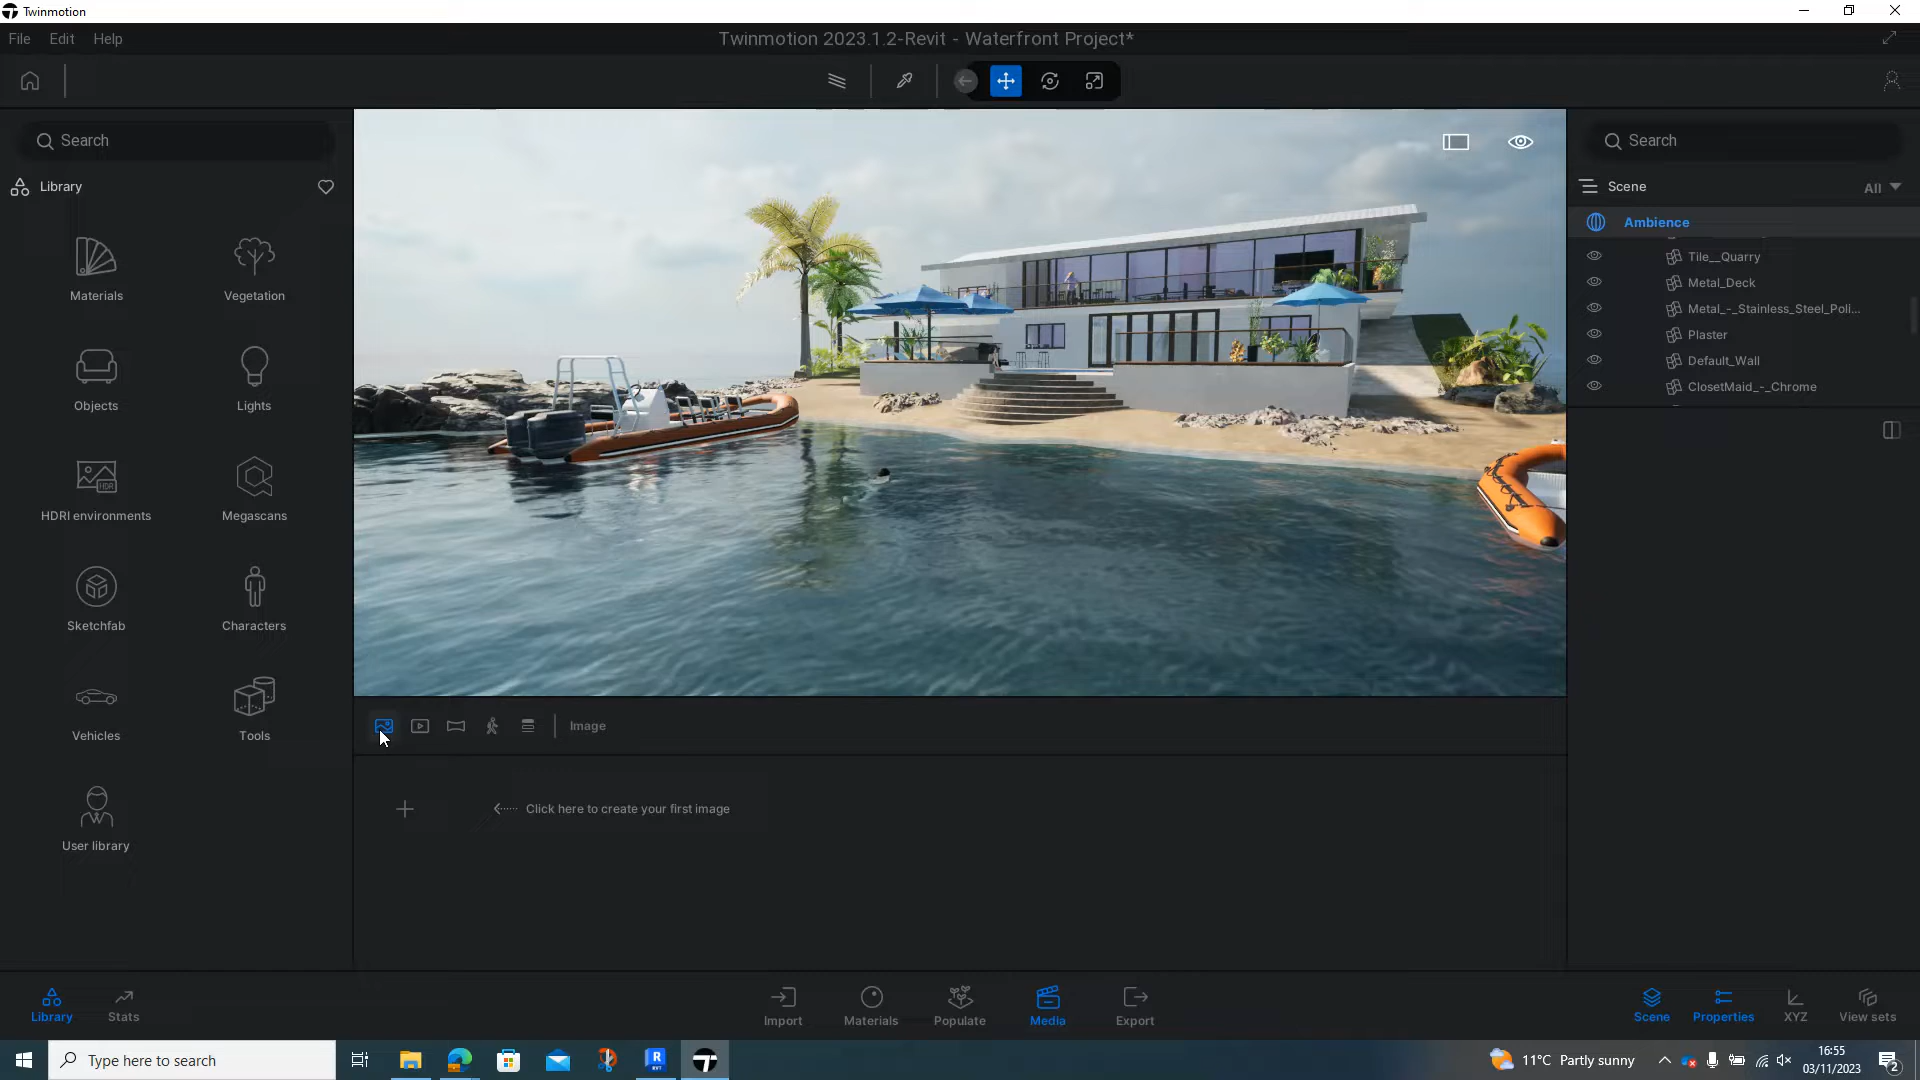 Twinmotion
File Edit Help
Twinmotion 2023.1.2-Revit - Waterfront Project*
Search
Library
Materials
Vegetation
Objects
Lights
HDR
HDRI environments
Megascans
Sketchfab
Characters
Vehicles
Tools
User library
Search
Scene
All
Ambience
Tile__Quarry
Metal_Deck
Metal_-_Stainless_Steel_Poli...
Plaster
Default_Wall
ClosetMaid_-_Chrome
Image
Click here to create your first image
Library
Stats
Import
Materials
Populate
Media
Export
Scene
Properties
XYZ
View sets
Type here to search
R
RVT
11°C Partly sunny
16:55
03/11/2023
2